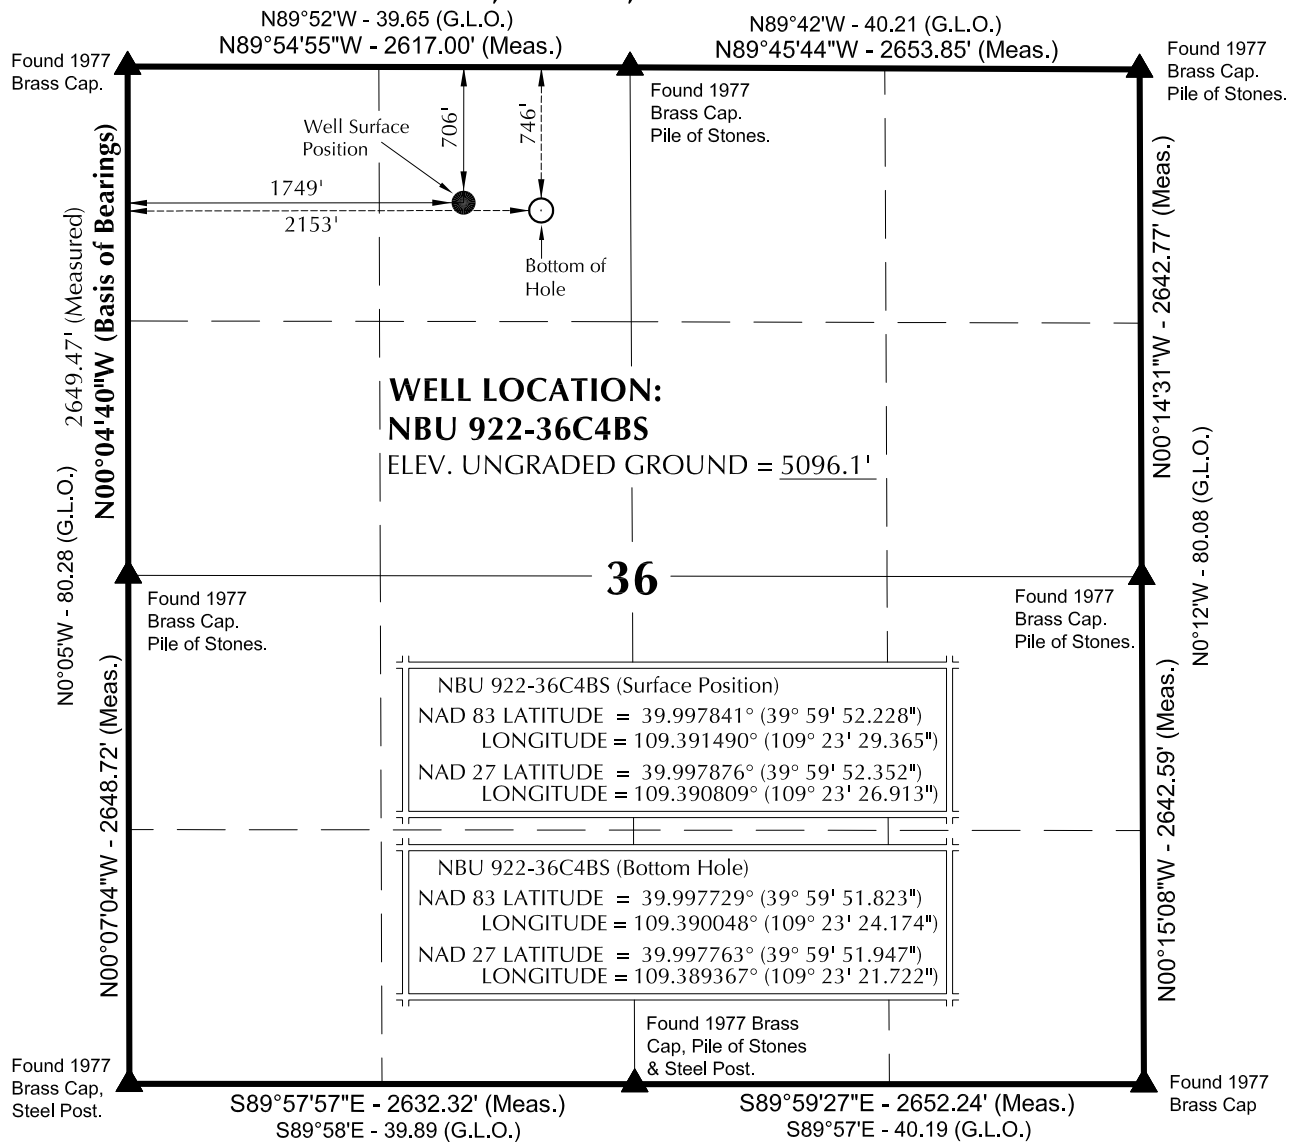 N89°52'W - 39.65 (G.L.O.)
N89°54'55"W - 2617.00' (Meas.)
N89°42'W - 40.21 (G.L.O.)
N89°45'44"W - 2653.85' (Meas.)
Found 1977
Brass Cap.
Found 1977
Brass Cap.
Pile of Stones.
Found 1977
Brass Cap.
Pile of Stones.
Well Surface
Position
706'
746'
1749'
2153'
Bottom of
Hole
N00°04'40"W (Basis of Bearings)
2649.47' (Measured)
N0°05'W - 80.28 (G.L.O.)
N00°14'31"W - 2642.77' (Meas.)
N0°12'W - 80.08 (G.L.O.)
WELL LOCATION:
NBU 922-36C4BS
ELEV. UNGRADED GROUND = 5096.1'
36
Found 1977
Brass Cap.
Pile of Stones.
Found 1977
Brass Cap.
Pile of Stones.
N00°07'04"W - 2648.72' (Meas.)
N00°15'08"W - 2642.59' (Meas.)
NBU 922-36C4BS (Surface Position)
NAD 83 LATITUDE = 39.997841° (39° 59' 52.228")
LONGITUDE = 109.391490° (109° 23' 29.365")
NAD 27 LATITUDE = 39.997876° (39° 59' 52.352")
LONGITUDE = 109.390809° (109° 23' 26.913")
NBU 922-36C4BS (Bottom Hole)
NAD 83 LATITUDE = 39.997729° (39° 59' 51.823")
LONGITUDE = 109.390048° (109° 23' 24.174")
NAD 27 LATITUDE = 39.997763° (39° 59' 51.947")
LONGITUDE = 109.389367° (109° 23' 21.722")
Found 1977 Brass
Cap, Pile of Stones
& Steel Post.
Found 1977
Brass Cap,
Steel Post.
Found 1977
Brass Cap
S89°57'57"E - 2632.32' (Meas.)
S89°58'E - 39.89 (G.L.O.)
S89°59'27"E - 2652.24' (Meas.)
S89°57'E - 40.19 (G.L.O.)